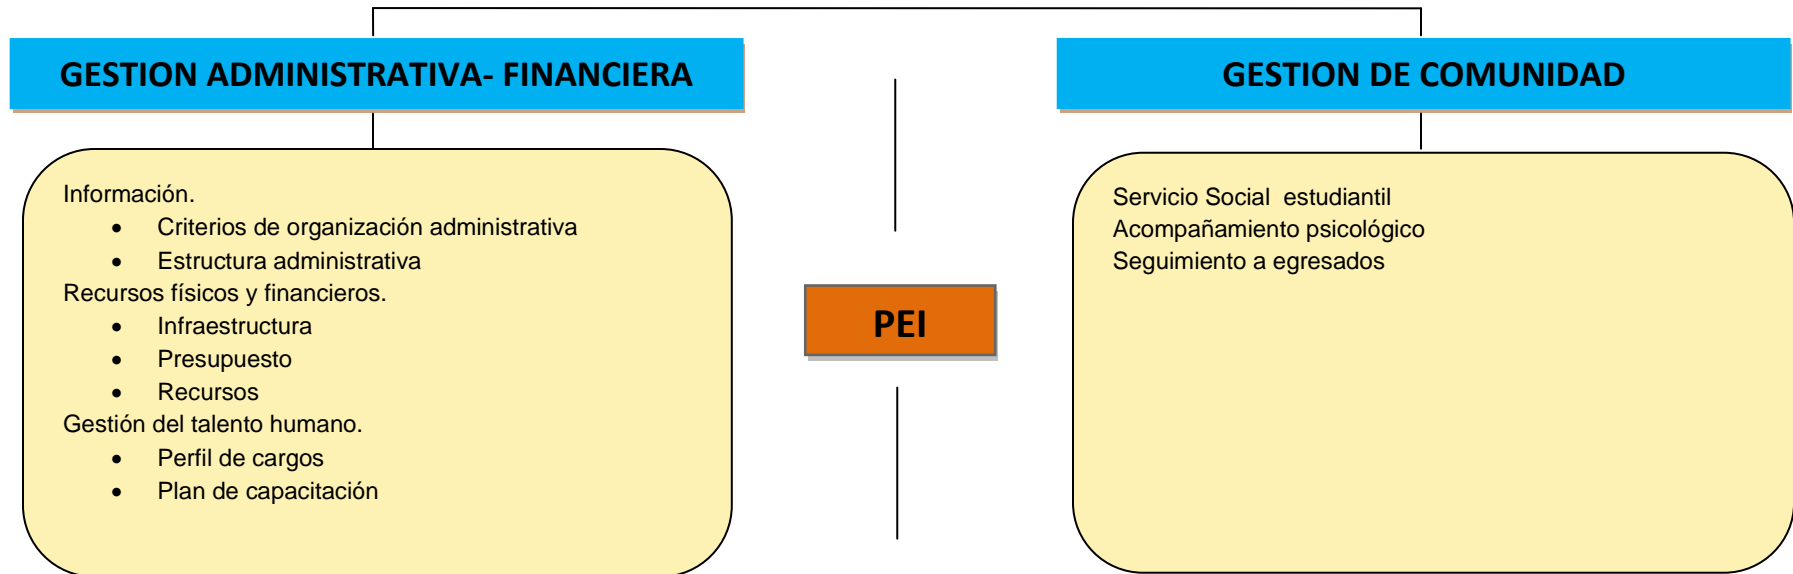 GESTION ADMINISTRATIVA- FINANCIERA
Información.
• Criterios de organización administrativa
• Estructura administrativa
Recursos físicos y financieros.
• Infraestructura
• Presupuesto
• Recursos
Gestión del talento humano.
• Perfil de cargos
• Plan de capacitación
PEI
GESTION DE COMUNIDAD
Servicio Social  estudiantil
Acompañamiento psicológico
Seguimiento a egresados